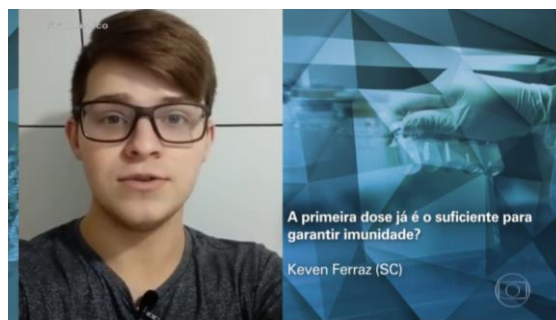 A primeira dose já é o suficiente para
garantir imunidade?
Keven Ferraz (SC)